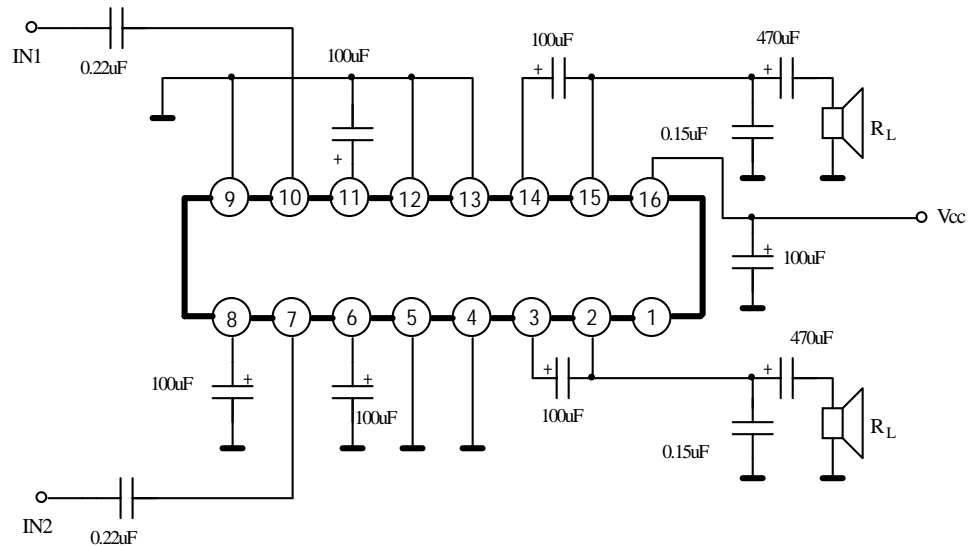 IN1
0.22uF
100uF
+
100uF
+
470uF
+
0.15uF
R L
9
10
11
12
13
14
15
16
Vcc
+
100uF
8
7
6
5
4
3
2
1
100uF
+
+
100uF
+
100uF
470uF
+
0.15uF
R L
IN2
0.22uF